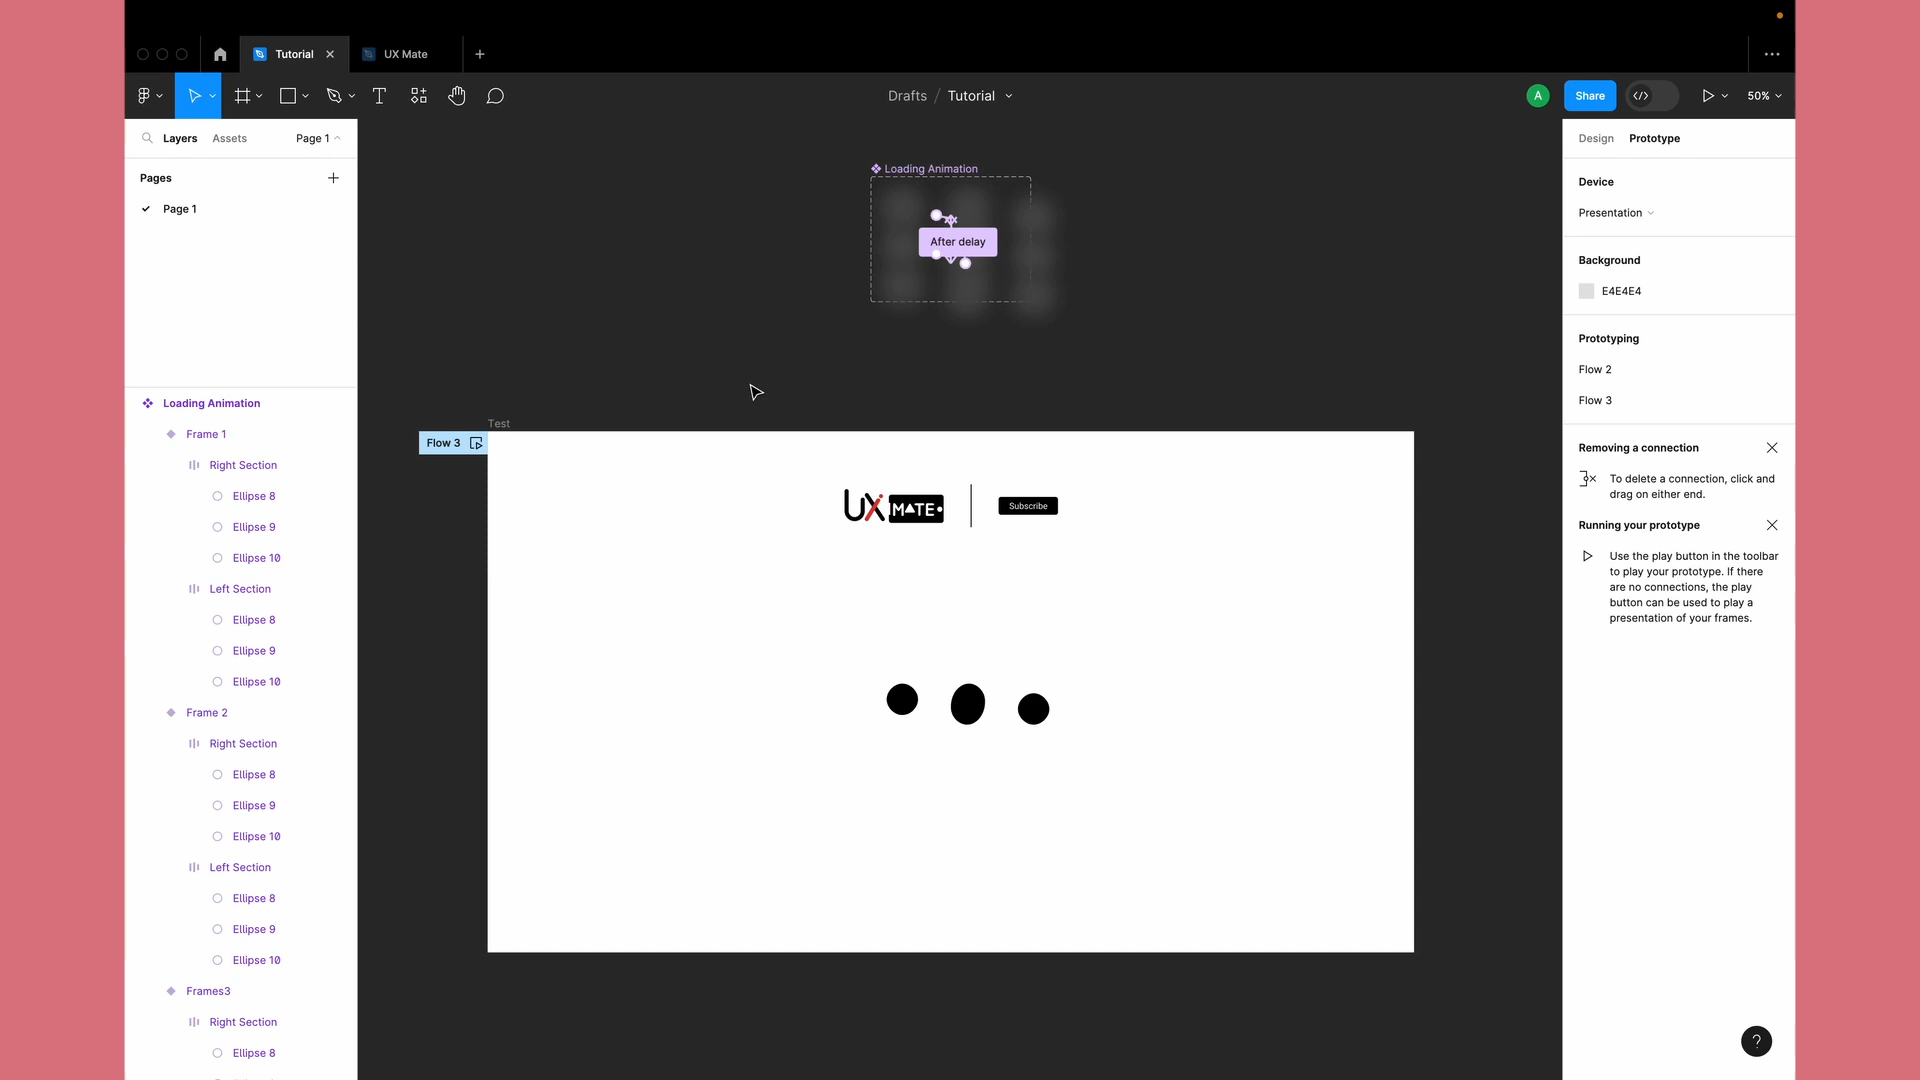 Tutorial
UX Mate
Drafts / Tutorial
A
Share
50%
Layers
Assets
Page 1
Pages
Page 1
Loading Animation
Frame 1
Right Section
Ellipse 8
Ellipse 9
Ellipse 10
Left Section
Ellipse 8
Ellipse 9
Ellipse 10
Frame 2
Right Section
Ellipse 8
Ellipse 9
Ellipse 10
Left Section
Ellipse 8
Ellipse 9
Ellipse 10
Frames3
Right Section
Ellipse 8
Loading Animation
After delay
Test
Flow 3
UX MATE
Subscribe
Design
Prototype
Device
Presentation
Background
E4E4E4
Prototyping
Flow 2
Flow 3
Removing a connection
To delete a connection, click and
drag on either end.
Running your prototype
Use the play button in the toolbar
to play your prototype. If there
are no connections, the play
button can be used to play a
presentation of your frames.
?